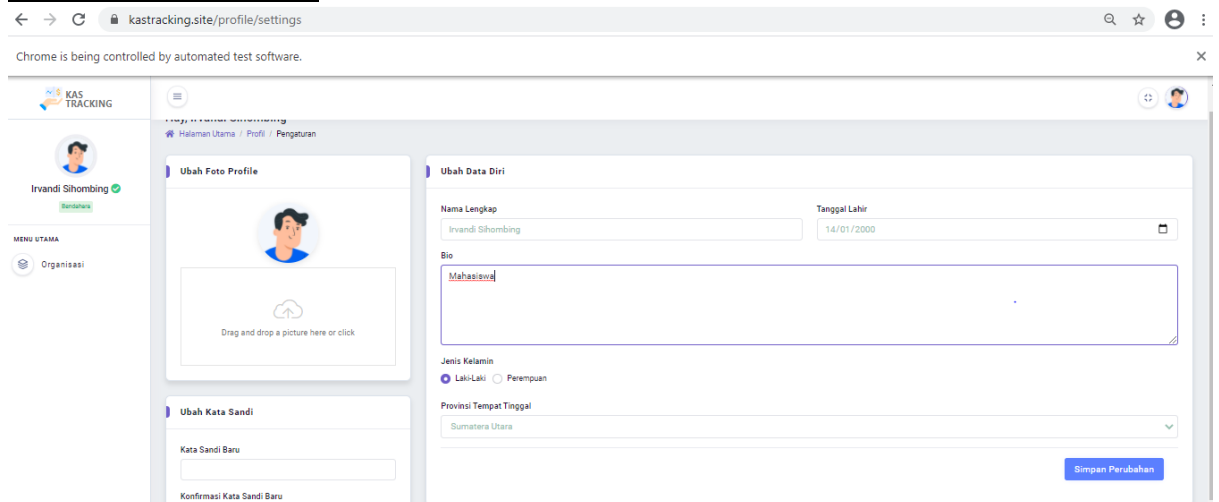 kastracking.site/profile/settings
Chrome is being controlled by automated test software.
KAS
TRACKING
Irvandi Sihombing
Bendahara
MENU UTAMA
Organisasi
Halaman Utama / Profil / Pengaturan
Ubah Foto Profile
Drag and drop a picture here or click
Ubah Kata Sandi
Kata Sandi Baru
Konfirmasi Kata Sandi Baru
Ubah Data Diri
Nama Lengkap
Irvandi Sihombing
Tanggal Lahir
14/01/2000
Bio
Mahasiswa
Jenis Kelamin
Laki-Laki
Perempuan
Provinsi Tempat Tinggal
Sumatera Utara
Simpan Perubahan